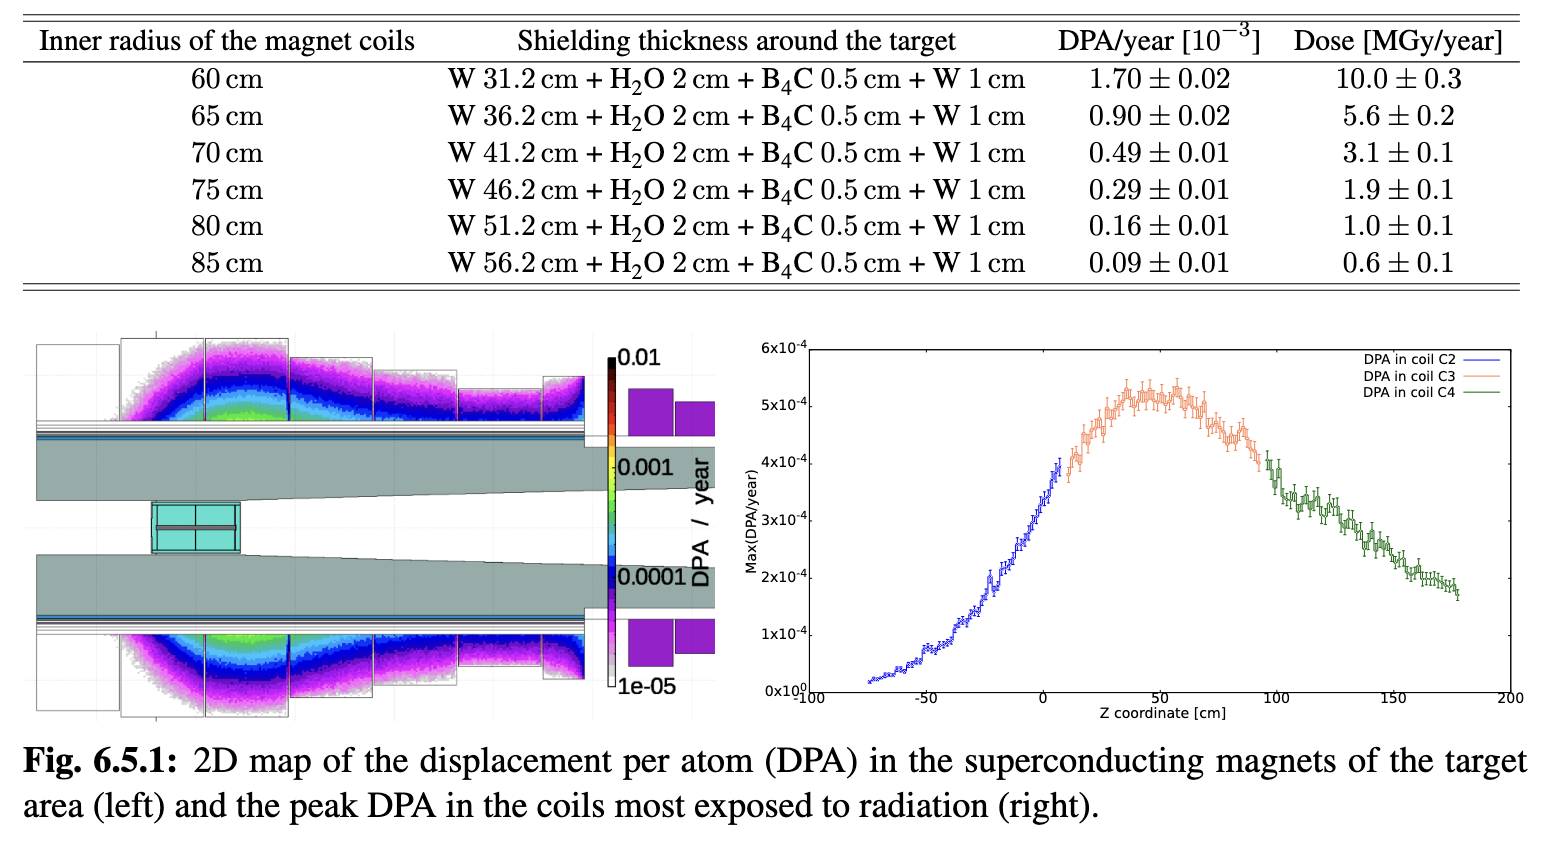 Inner radius of the magnet coils Shielding thickness around the target DPA/year [10⁻³] Dose [MGy/year]
60 cm W 31.2 cm + H₂O 2 cm + B₄C 0.5 cm + W 1 cm 1.70 ± 0.02 10.0 ± 0.3
65 cm W 36.2 cm + H₂O 2 cm + B₄C 0.5 cm + W 1 cm 0.90 ± 0.02 5.6 ± 0.2
70 cm W 41.2 cm + H₂O 2 cm + B₄C 0.5 cm + W 1 cm 0.49 ± 0.01 3.1 ± 0.1
75 cm W 46.2 cm + H₂O 2 cm + B₄C 0.5 cm + W 1 cm 0.29 ± 0.01 1.9 ± 0.1
80 cm W 51.2 cm + H₂O 2 cm + B₄C 0.5 cm + W 1 cm 0.16 ± 0.01 1.0 ± 0.1
85 cm W 56.2 cm + H₂O 2 cm + B₄C 0.5 cm + W 1 cm 0.09 ± 0.01 0.6 ± 0.1
0.01
0.001
0.0001
1e-05
DPA / year
DPA in coil C2
DPA in coil C3
DPA in coil C4
6x10⁻⁴
5x10⁻⁴
4x10⁻⁴
3x10⁻⁴
2x10⁻⁴
1x10⁻⁴
0x10⁰
Max(DPA/year)
-100 -50 0 50 100 150 200
Z coordinate [cm]
Fig. 6.5.1: 2D map of the displacement per atom (DPA) in the superconducting magnets of the target
area (left) and the peak DPA in the coils most exposed to radiation (right).